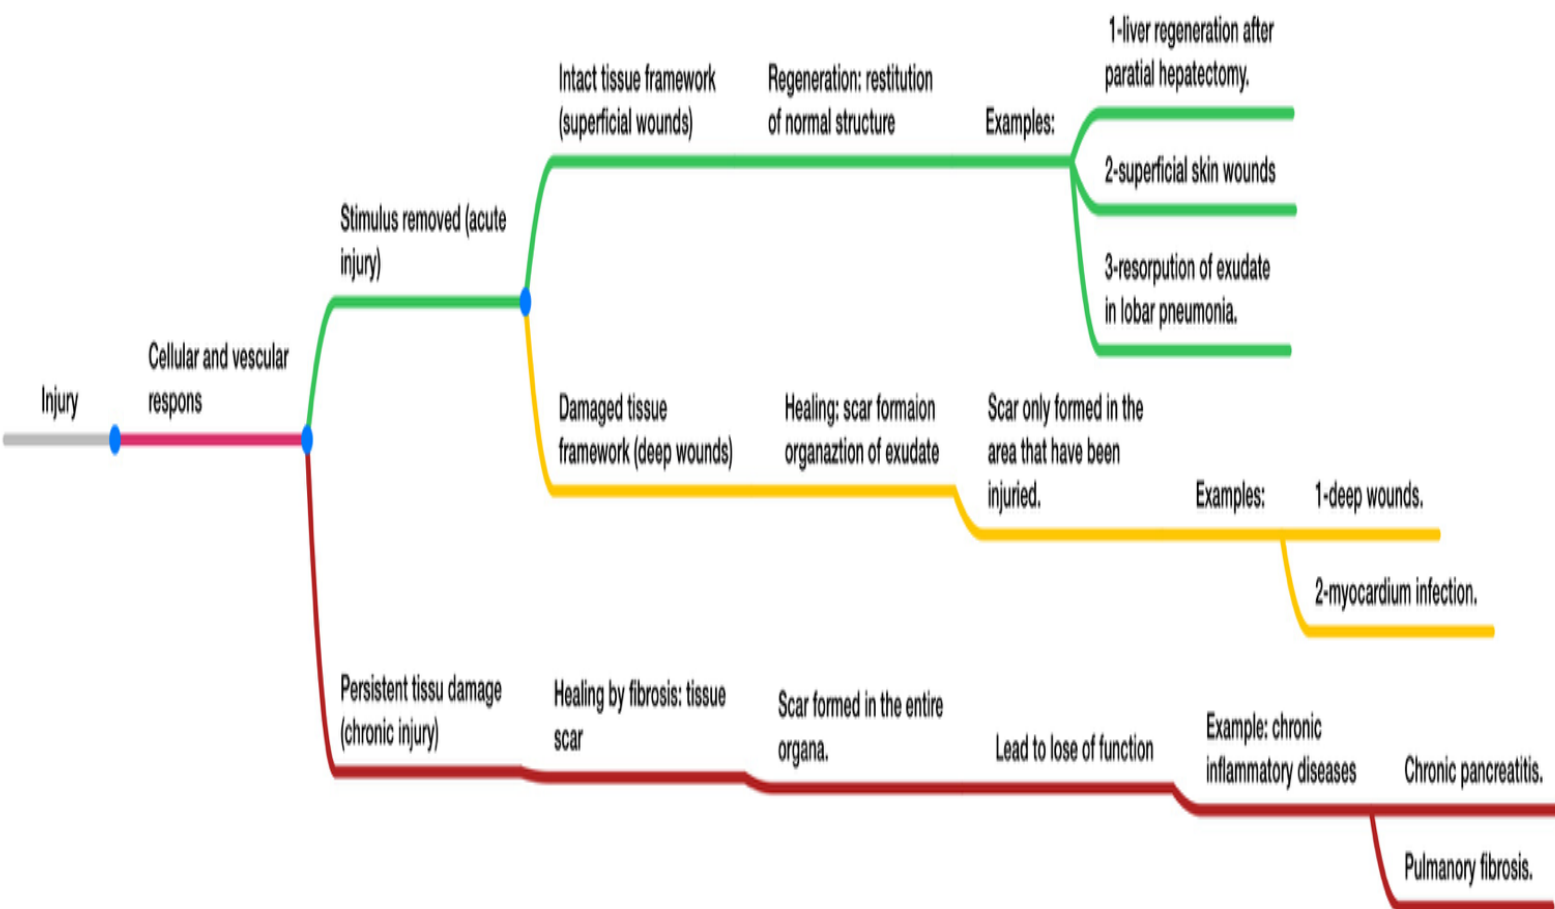 Injury
Cellular and vescular
respons
Stimulus removed (acute
injury)
Intact tissue framework
(superficial wounds)
Regeneration: restitution
of normal structure
Examples:
1-liver regeneration after
paratial hepatectomy.
2-superficial skin wounds
3-resorpution of exudate
in lobar pneumonia.
Damaged tissue
framework (deep wounds)
Healing: scar formaion
organaztion of exudate
Scar only formed in the
area that have been
injuried.
Examples:
1-deep wounds.
2-myocardium infection.
Persistent tissu damage
(chronic injury)
Healing by fibrosis: tissue
scar
Scar formed in the entire
organa.
Lead to lose of function
Example: chronic
inflammatory diseases
Chronic pancreatitis.
Pulmanory fibrosis.